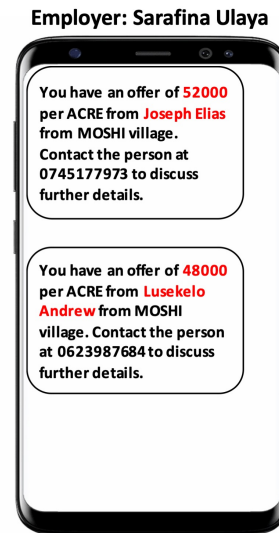 Employer: Sarafina Ulaya
You have an offer of 52000
per ACRE from Joseph Elias
from MOSHI village.
Contact the person at
0745177973 to discuss
further details.
You have an offer of 48000
per ACRE from Lusekelo
Andrew from MOSHI
village. Contact the person
at 0623987684 to discuss
further details.